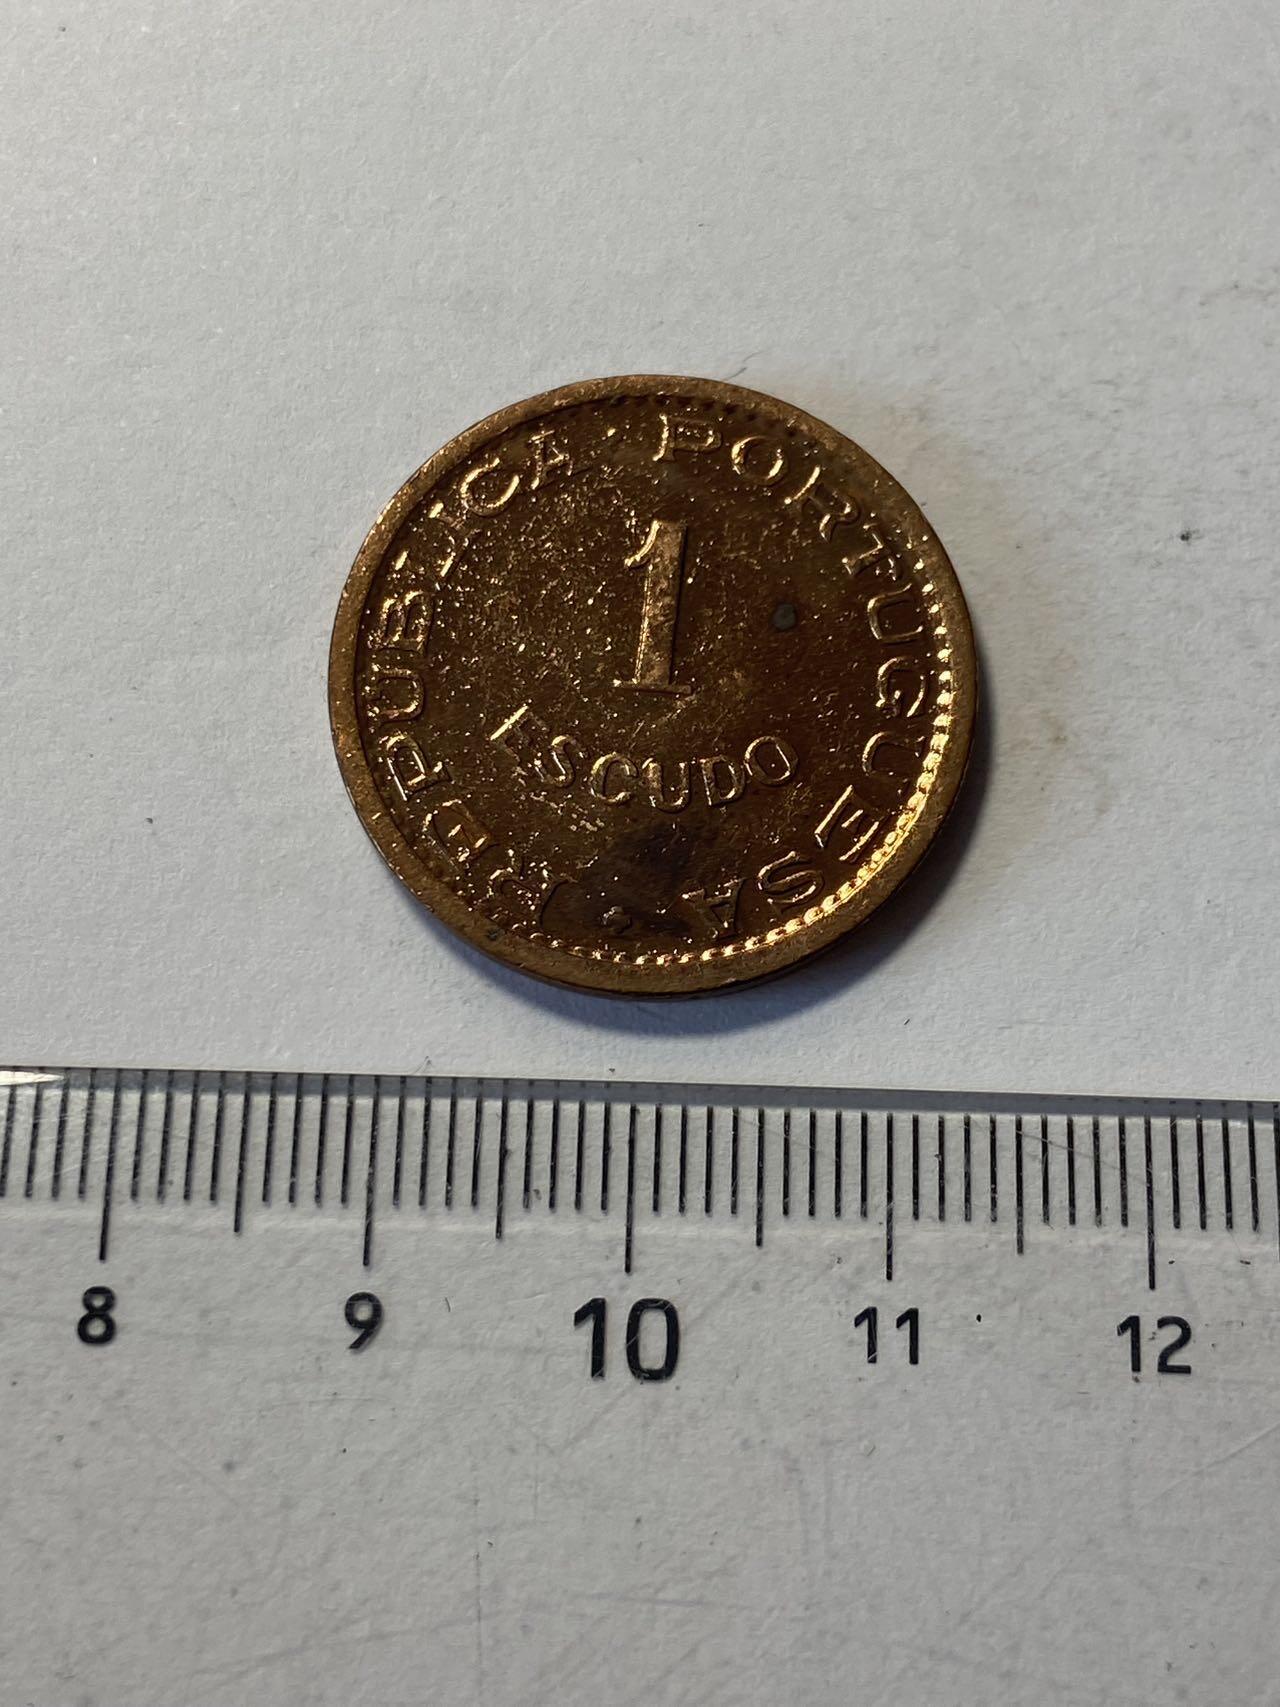 REPUBLICA · PORTUGUESA
1
ESCUDO
8 9 10 11 12